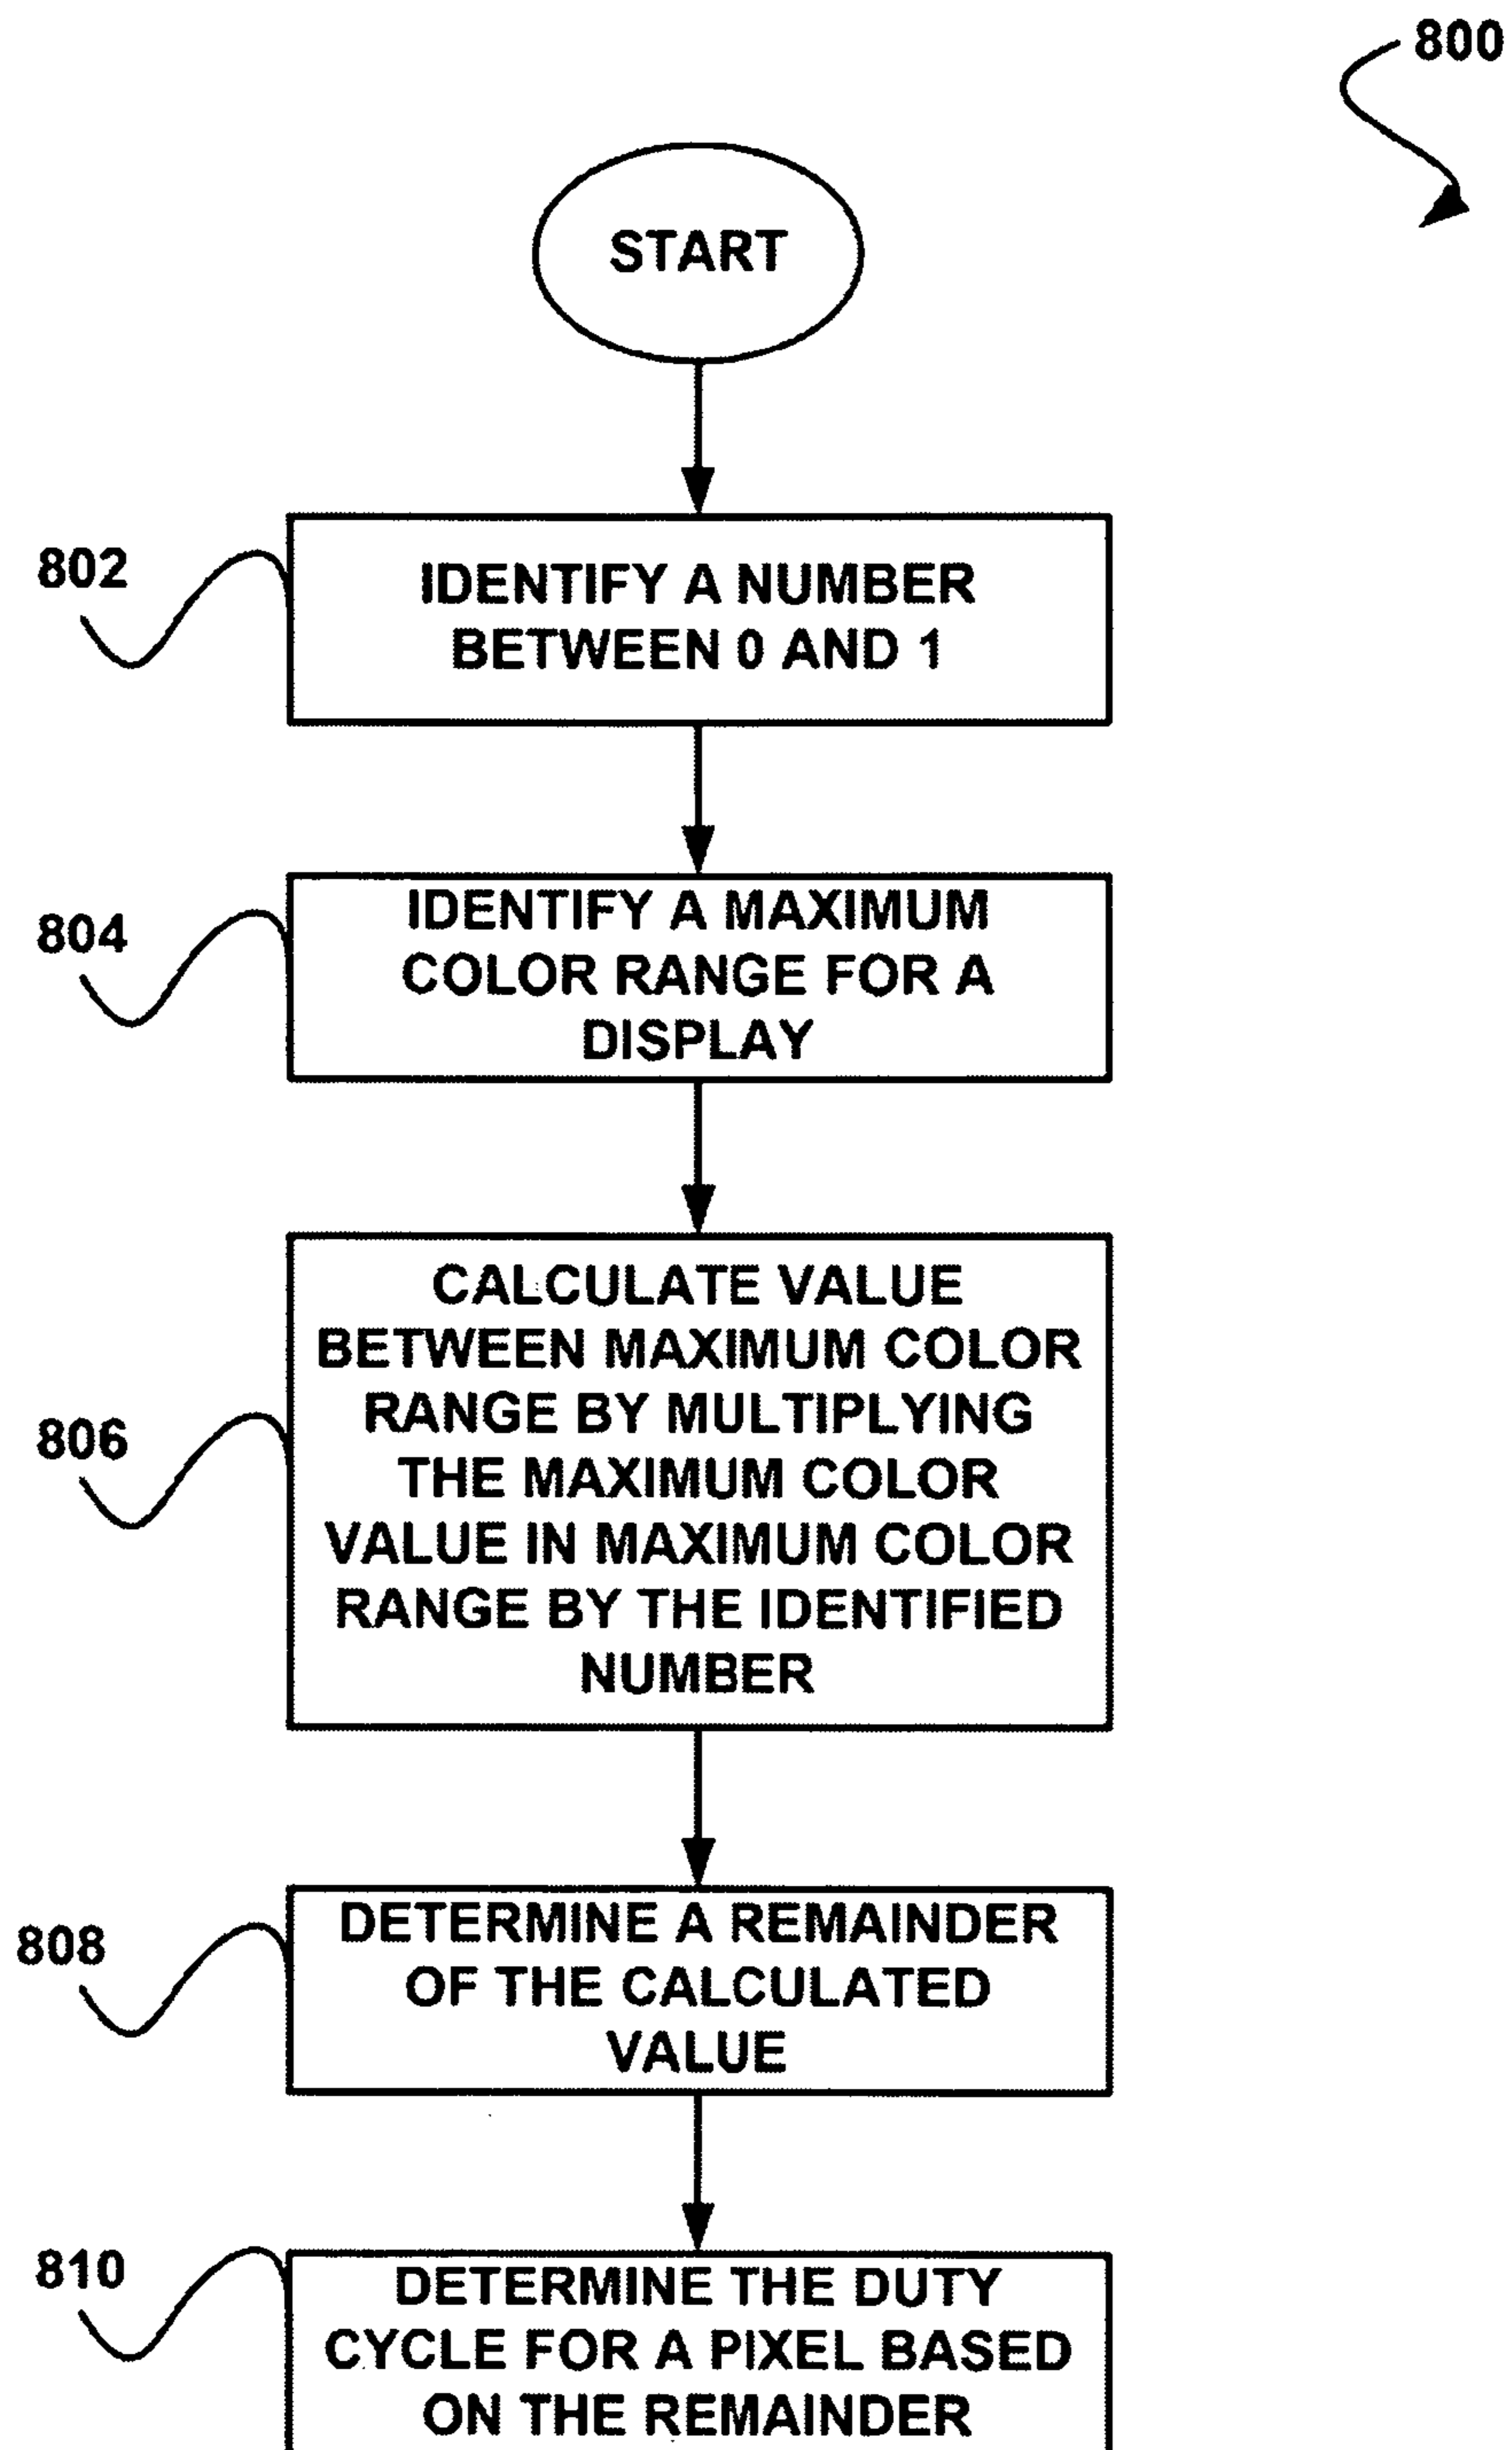 800
START
802
IDENTIFY A NUMBER
BETWEEN 0 AND 1
804
IDENTIFY A MAXIMUM
COLOR RANGE FOR A
DISPLAY
806
CALCULATE VALUE
BETWEEN MAXIMUM COLOR
RANGE BY MULTIPLYING
THE MAXIMUM COLOR
VALUE IN MAXIMUM COLOR
RANGE BY THE IDENTIFIED
NUMBER
808
DETERMINE A REMAINDER
OF THE CALCULATED
VALUE
810
DETERMINE THE DUTY
CYCLE FOR A PIXEL BASED
ON THE REMAINDER